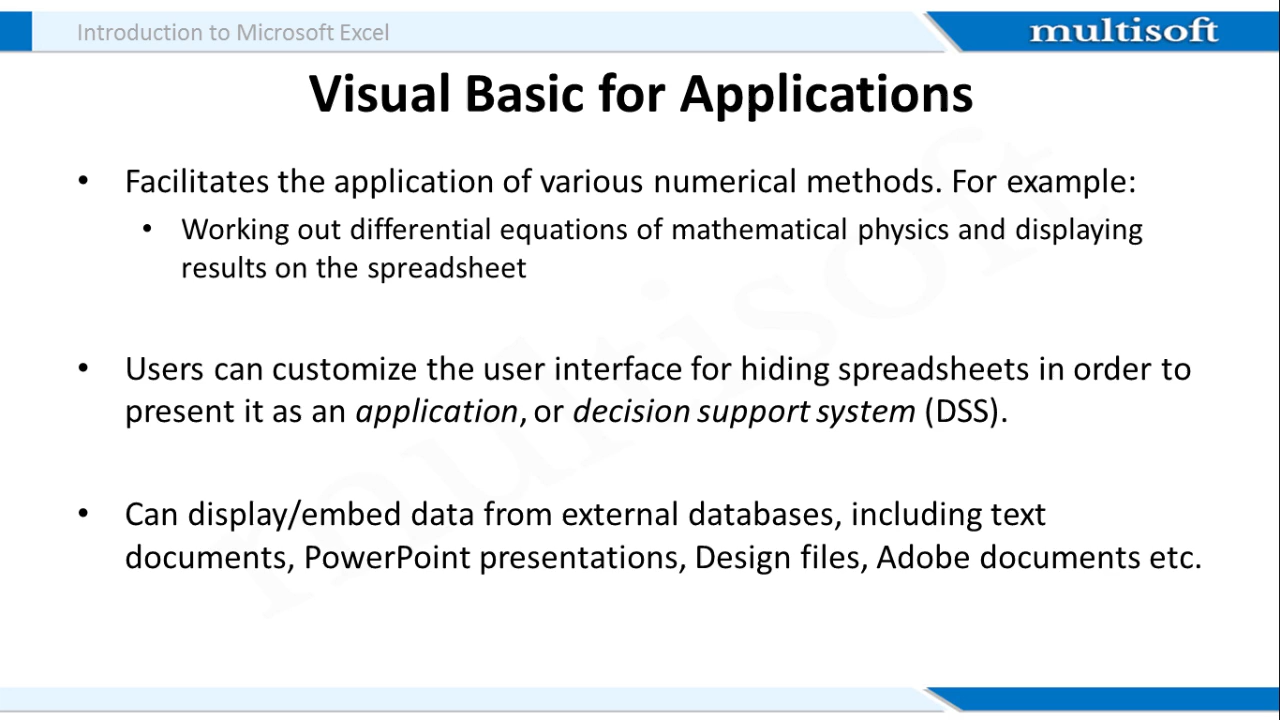 Introduction to Microsoft Excel
multisoft
Visual Basic for Applications
• Facilitates the application of various numerical methods. For example:
• Working out differential equations of mathematical physics and displaying
results on the spreadsheet
• Users can customize the user interface for hiding spreadsheets in order to
present it as an application, or decision support system (DSS).
• Can display/embed data from external databases, including text
documents, PowerPoint presentations, Design files, Adobe documents etc.
multisoft